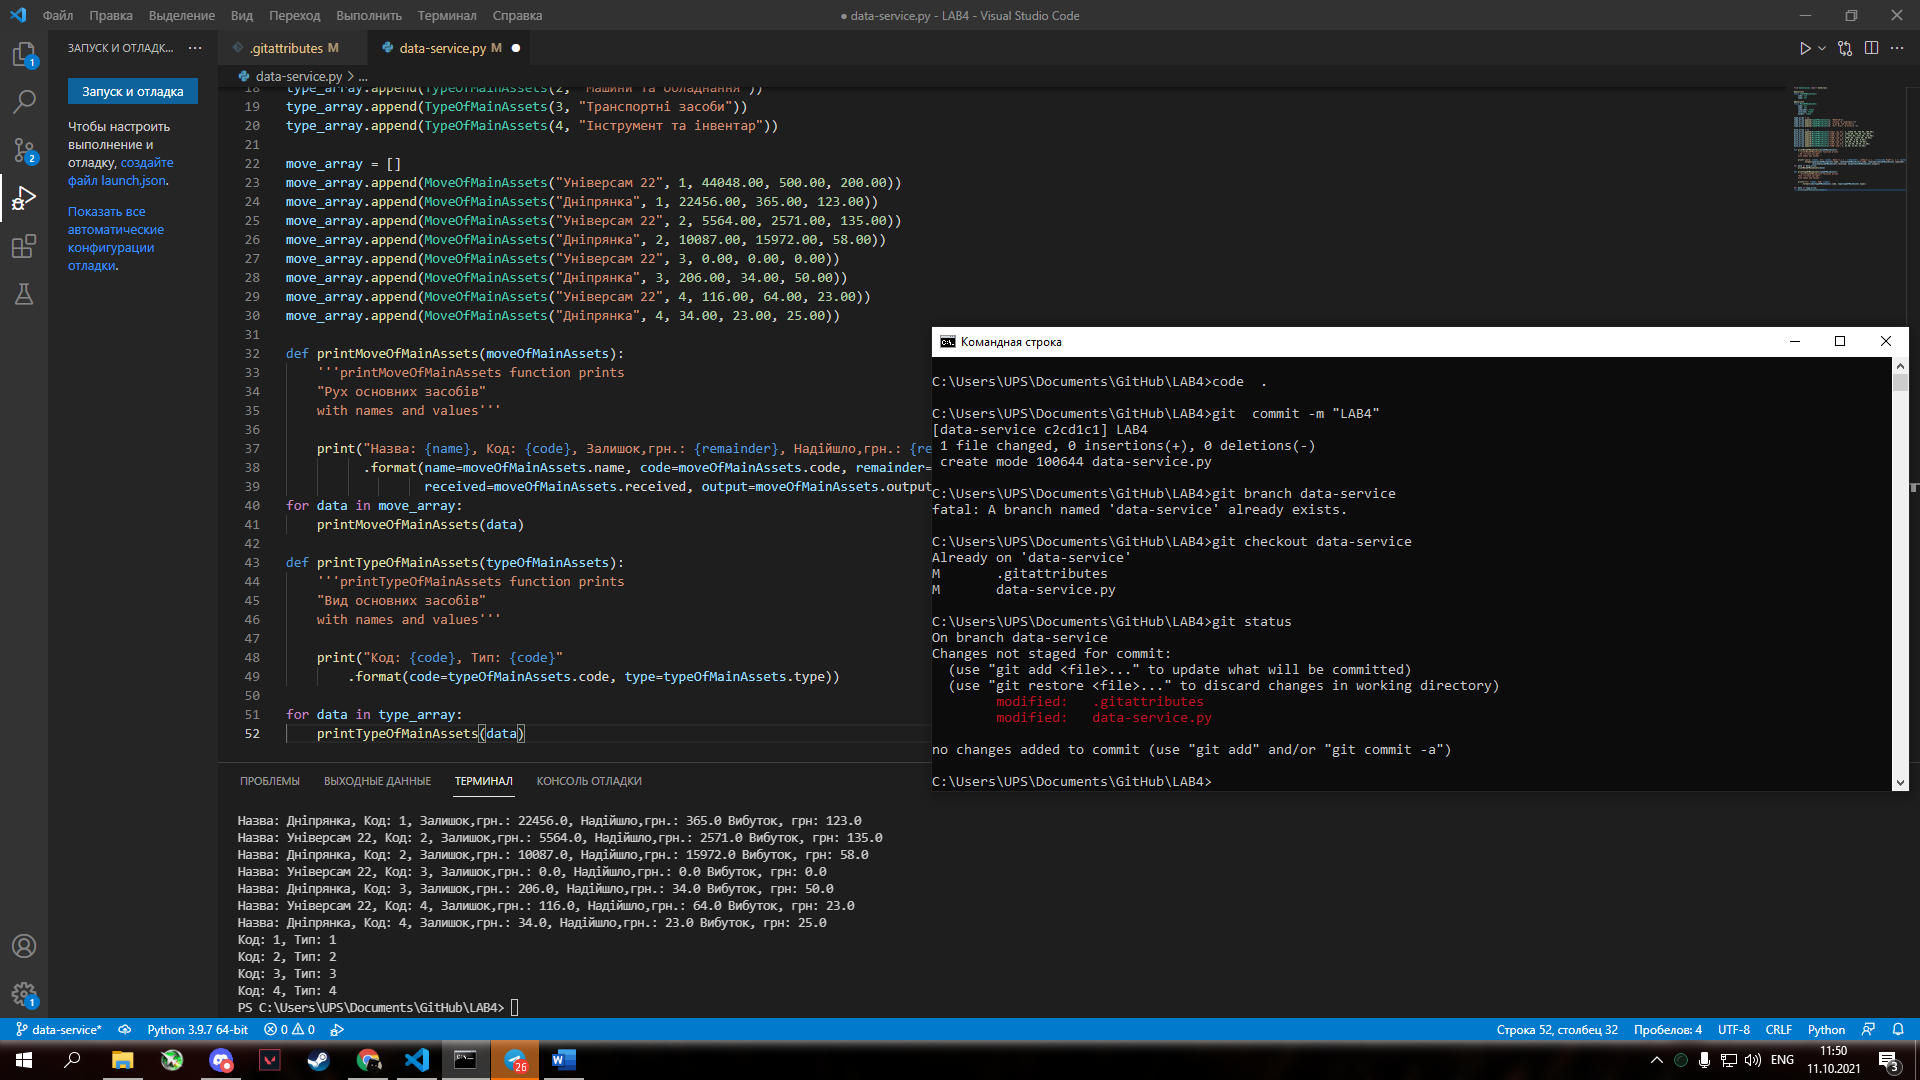 Файл Правка Выделение Вид Переход Выполнить Терминал Справка
● data-service.py - LAB4 - Visual Studio Code
ЗАПУСК И ОТЛАДК... ···
Запуск и отладка
Чтобы настроить
выполнение и
отладку, создайте
файл launch.json.
Показать все
автоматические
конфигурации
отладки.
1
2
1
.gitattributes M
data-service.py M ●
data-service.py > ...
18 type_array.append(TypeOfMainAssets(2, "Машини та обладнання"))
19 type_array.append(TypeOfMainAssets(3, "Транспортні засоби"))
20 type_array.append(TypeOfMainAssets(4, "Інструмент та інвентар"))
21
22 move_array = []
23 move_array.append(MoveOfMainAssets("Універсам 22", 1, 44048.00, 500.00, 200.00))
24 move_array.append(MoveOfMainAssets("Дніпрянка", 1, 22456.00, 365.00, 123.00))
25 move_array.append(MoveOfMainAssets("Універсам 22", 2, 5564.00, 2571.00, 135.00))
26 move_array.append(MoveOfMainAssets("Дніпрянка", 2, 10087.00, 15972.00, 58.00))
27 move_array.append(MoveOfMainAssets("Універсам 22", 3, 0.00, 0.00, 0.00))
28 move_array.append(MoveOfMainAssets("Дніпрянка", 3, 206.00, 34.00, 50.00))
29 move_array.append(MoveOfMainAssets("Універсам 22", 4, 116.00, 64.00, 23.00))
30 move_array.append(MoveOfMainAssets("Дніпрянка", 4, 34.00, 23.00, 25.00))
31
32 def printMoveOfMainAssets(moveOfMainAssets):
33 '''printMoveOfMainAssets function prints
34 "Рух основних засобів"
35 with names and values'''
36
37 print("Назва: {name}, Код: {code}, Залишок,грн.: {remainder}, Надійшло,грн.: {re
38 .format(name=moveOfMainAssets.name, code=moveOfMainAssets.code, remainder=
39 received=moveOfMainAssets.received, output=moveOfMainAssets.output
40 for data in move_array:
41 printMoveOfMainAssets(data)
42
43 def printTypeOfMainAssets(typeOfMainAssets):
44 '''printTypeOfMainAssets function prints
45 "Вид основних засобів"
46 with names and values'''
47
48 print("Код: {code}, Тип: {code}"
49 .format(code=typeOfMainAssets.code, type=typeOfMainAssets.type))
50
51 for data in type_array:
52 printTypeOfMainAssets(data)
Командная строка
C:\Users\UPS\Documents\GitHub\LAB4>code  .
C:\Users\UPS\Documents\GitHub\LAB4>git  commit -m "LAB4"
[data-service c2cd1c1] LAB4
1 file changed, 0 insertions(+), 0 deletions(-)
create mode 100644 data-service.py
C:\Users\UPS\Documents\GitHub\LAB4>git branch data-service
fatal: A branch named 'data-service' already exists.
C:\Users\UPS\Documents\GitHub\LAB4>git checkout data-service
Already on 'data-service'
M .gitattributes
M data-service.py
C:\Users\UPS\Documents\GitHub\LAB4>git status
On branch data-service
Changes not staged for commit:
(use "git add <file>..." to update what will be committed)
(use "git restore <file>..." to discard changes in working directory)
modified: .gitattributes
modified: data-service.py
no changes added to commit (use "git add" and/or "git commit -a")
C:\Users\UPS\Documents\GitHub\LAB4>
ПРОБЛЕМЫ ВЫХОДНЫЕ ДАННЫЕ ТЕРМИНАЛ КОНСОЛЬ ОТЛАДКИ
Назва: Дніпрянка, Код: 1, Залишок,грн.: 22456.0, Надійшло,грн.: 365.0 Вибуток, грн: 123.0
Назва: Універсам 22, Код: 2, Залишок,грн.: 5564.0, Надійшло,грн.: 2571.0 Вибуток, грн: 135.0
Назва: Дніпрянка, Код: 2, Залишок,грн.: 10087.0, Надійшло,грн.: 15972.0 Вибуток, грн: 58.0
Назва: Універсам 22, Код: 3, Залишок,грн.: 0.0, Надійшло,грн.: 0.0 Вибуток, грн: 0.0
Назва: Дніпрянка, Код: 3, Залишок,грн.: 206.0, Надійшло,грн.: 34.0 Вибуток, грн: 50.0
Назва: Універсам 22, Код: 4, Залишок,грн.: 116.0, Надійшло,грн.: 64.0 Вибуток, грн: 23.0
Назва: Дніпрянка, Код: 4, Залишок,грн.: 34.0, Надійшло,грн.: 23.0 Вибуток, грн: 25.0
Код: 1, Тип: 1
Код: 2, Тип: 2
Код: 3, Тип: 3
Код: 4, Тип: 4
PS C:\Users\UPS\Documents\GitHub\LAB4>
data-service* Python 3.9.7 64-bit 0 0
Строка 52, столбец 32 Пробелов: 4 UTF-8 CRLF Python
26
W
ENG
11:50
11.10.2021
3